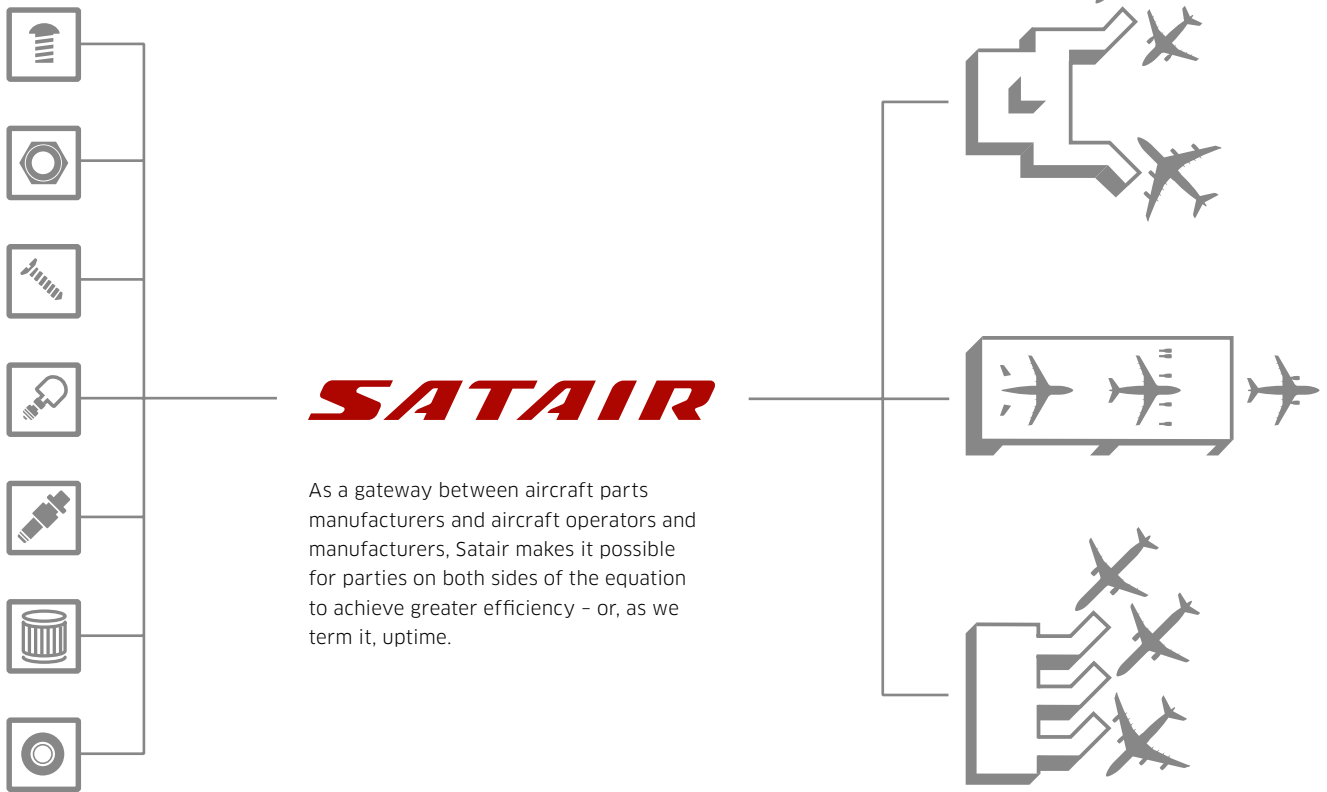 SATAIR
As a gateway between aircraft parts
manufacturers and aircraft operators and
manufacturers, Satair makes it possible
for parties on both sides of the equation
to achieve greater efficiency – or, as we
term it, uptime.